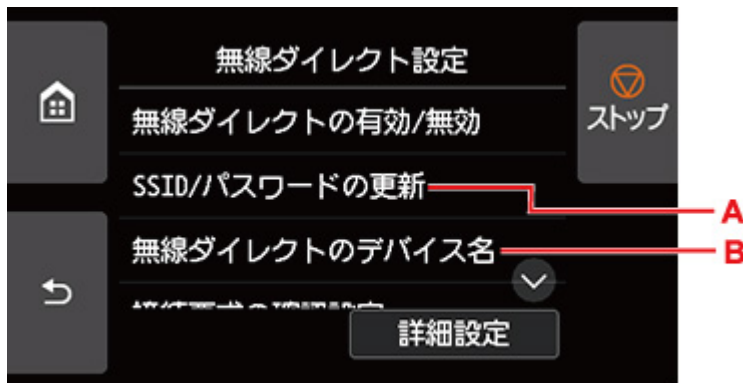 無線ダイレクト設定
無線ダイレクトの有効/無効
ストップ
SSID/パスワードの更新
A
無線ダイレクトのデバイス名
B
詳細設定